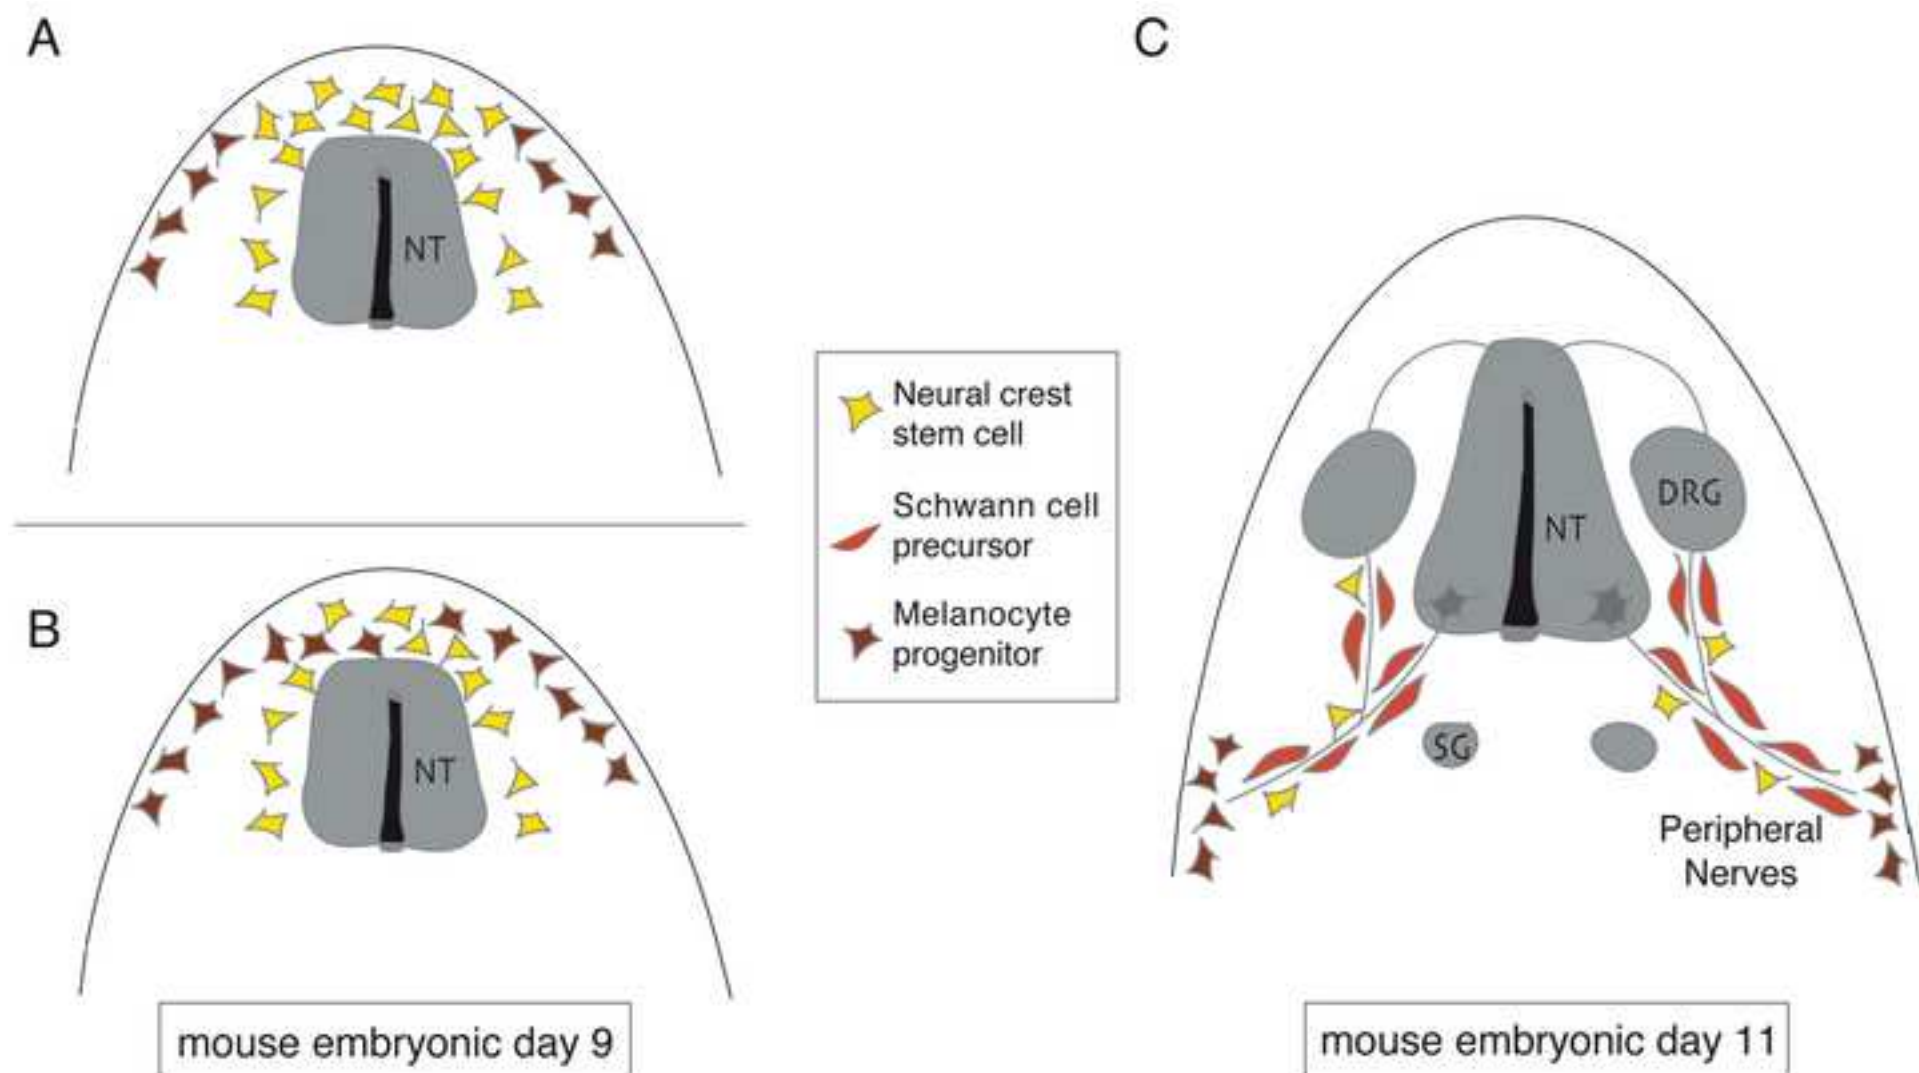 A
NT
B
NT
mouse embryonic day 9
Neural crest
stem cell
Schwann cell
precursor
Melanocyte
progenitor
C
DRG
NT
SG
Peripheral
Nerves
mouse embryonic day 11